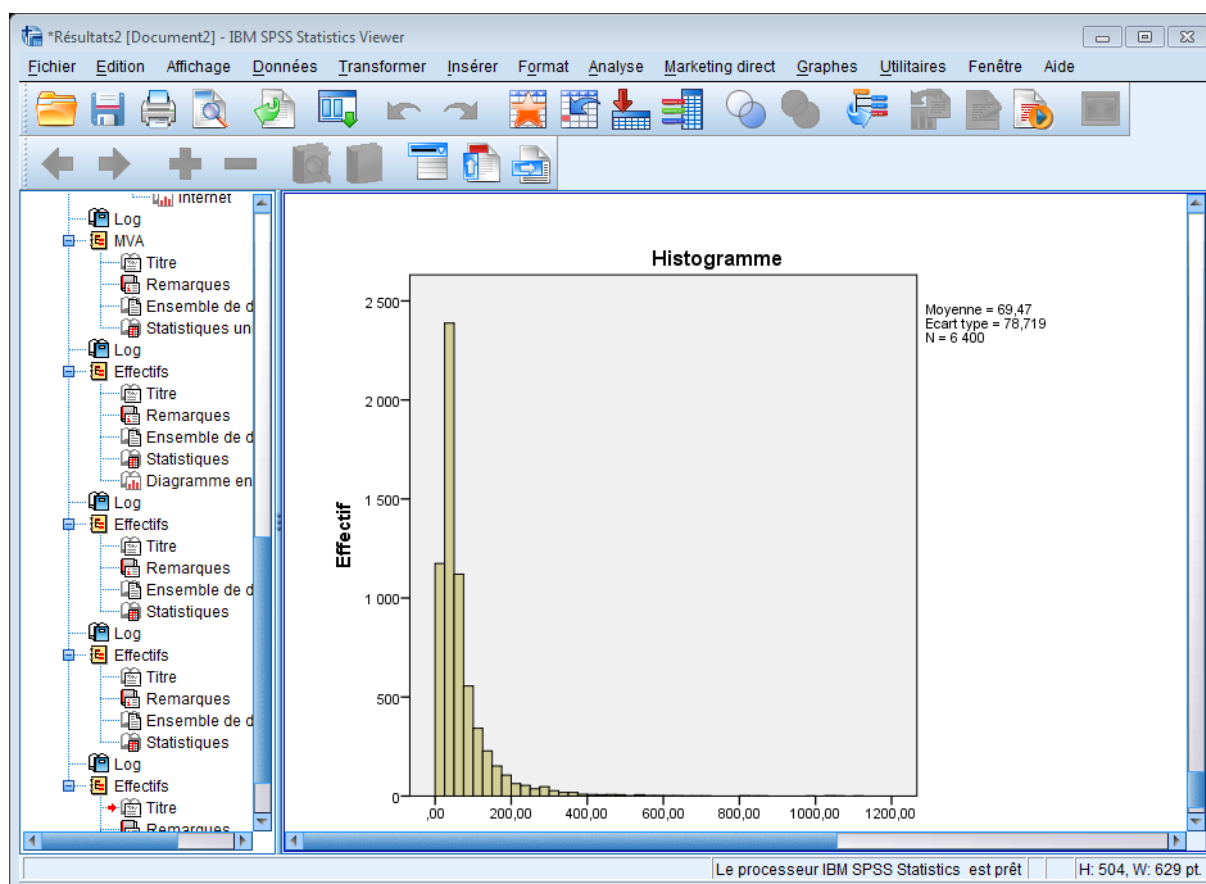 *Résultats2 [Document2] - IBM SPSS Statistics Viewer
Fichier Edition Affichage Données Transformer Insérer Format Analyse Marketing direct Graphes Utilitaires Fenêtre Aide
Internet
Log
MVA
Titre
Remarques
Ensemble de d
Statistiques uni
Log
Effectifs
Titre
Remarques
Ensemble de d
Statistiques
Diagramme en
Log
Effectifs
Titre
Remarques
Ensemble de d
Statistiques
Log
Effectifs
Titre
Remarques
Ensemble de d
Statistiques
Log
Effectifs
Titre
Remarques
Histogramme
Moyenne = 69,47
Ecart type = 78,719
N = 6 400
Effectif
2 500
2 000
1 500
1 000
500
0
,00 200,00 400,00 600,00 800,00 1000,00 1200,00
Le processeur IBM SPSS Statistics est prêt H: 504, W: 629 pt.